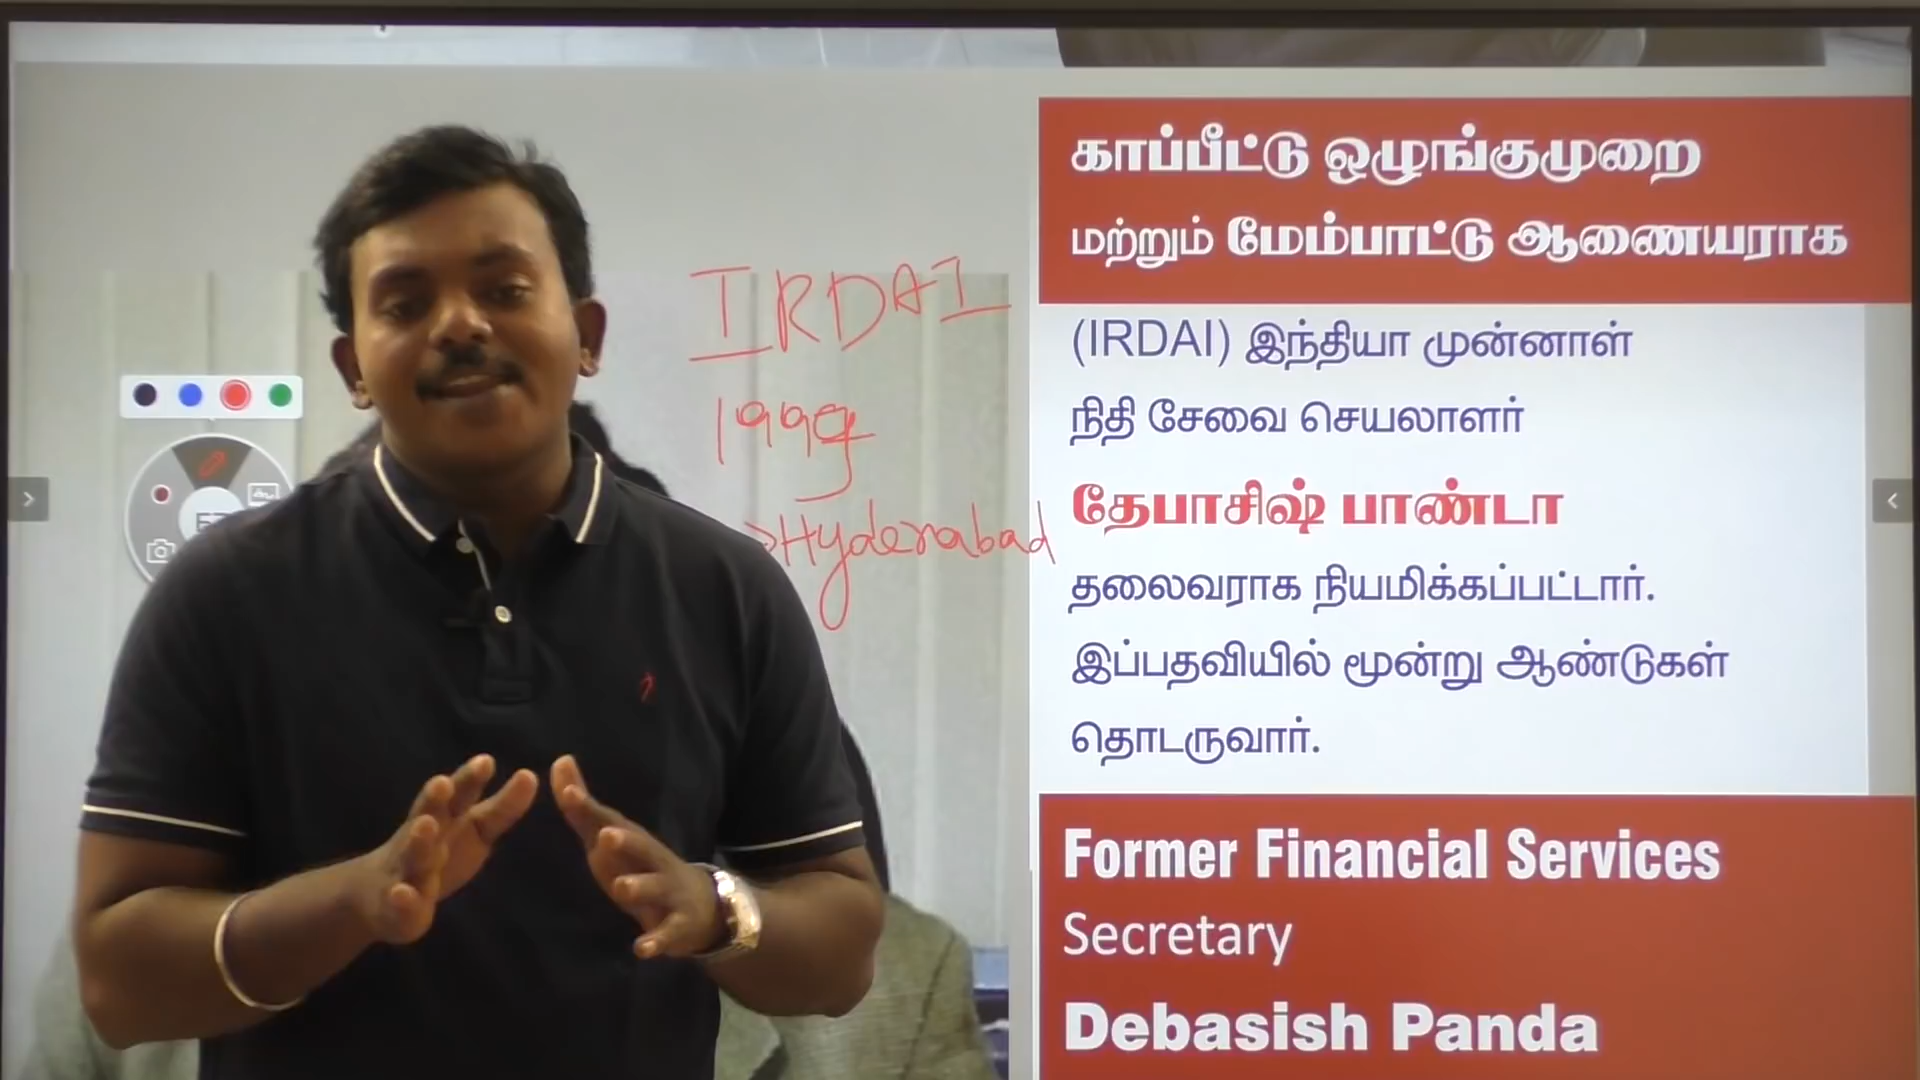 காப்பீட்டு ஒழுங்குமுறை
மற்றும் மேம்பாட்டு ஆணையராக
(IRDAI) இந்தியா முன்னாள்
நிதி சேவை செயலாளர்
தேபாசிஷ் பாண்டா
தலைவராக நியமிக்கப்பட்டார்.
இப்பதவியில் மூன்று ஆண்டுகள்
தொடருவார்.
Former Financial Services
Secretary
Debasish Panda
IRDAI
1999
Hyderabad